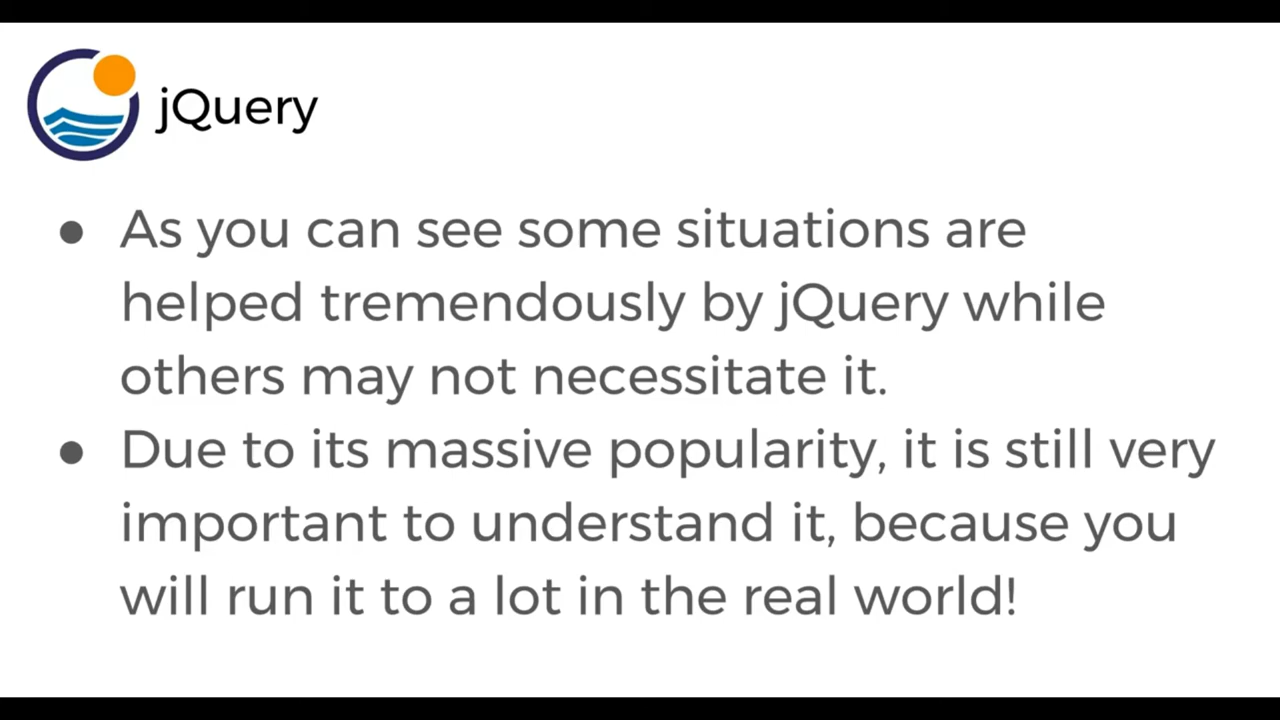 jQuery
● As you can see some situations are
helped tremendously by jQuery while
others may not necessitate it.
● Due to its massive popularity, it is still very
important to understand it, because you
will run it to a lot in the real world!